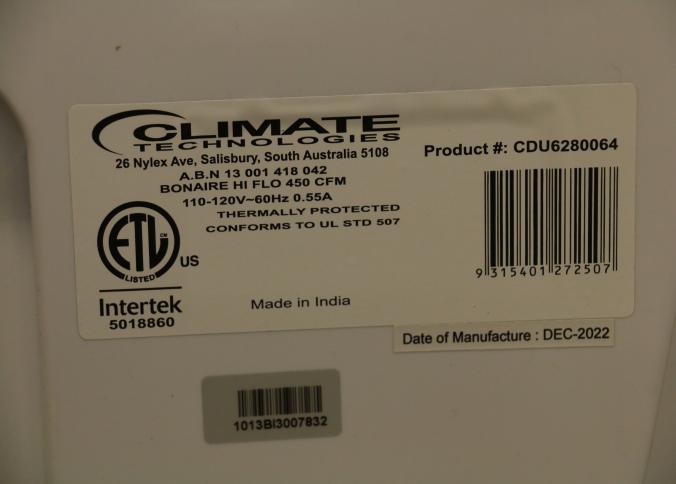 CLIMATE
TECHNOLOGIES
26 Nylex Ave, Salisbury, South Australia 5108
A.B.N 13 001 418 042
BONAIRE HI FLO 450 CFM
110-120V~60Hz 0.55A
THERMALLY PROTECTED
CONFORMS TO UL STD 507
Product #: CDU6280064
9 315401 272507
ETL CM
LISTED
US
Intertek
5018860
Made in India
Date of Manufacture : DEC-2022
1013BI3007832